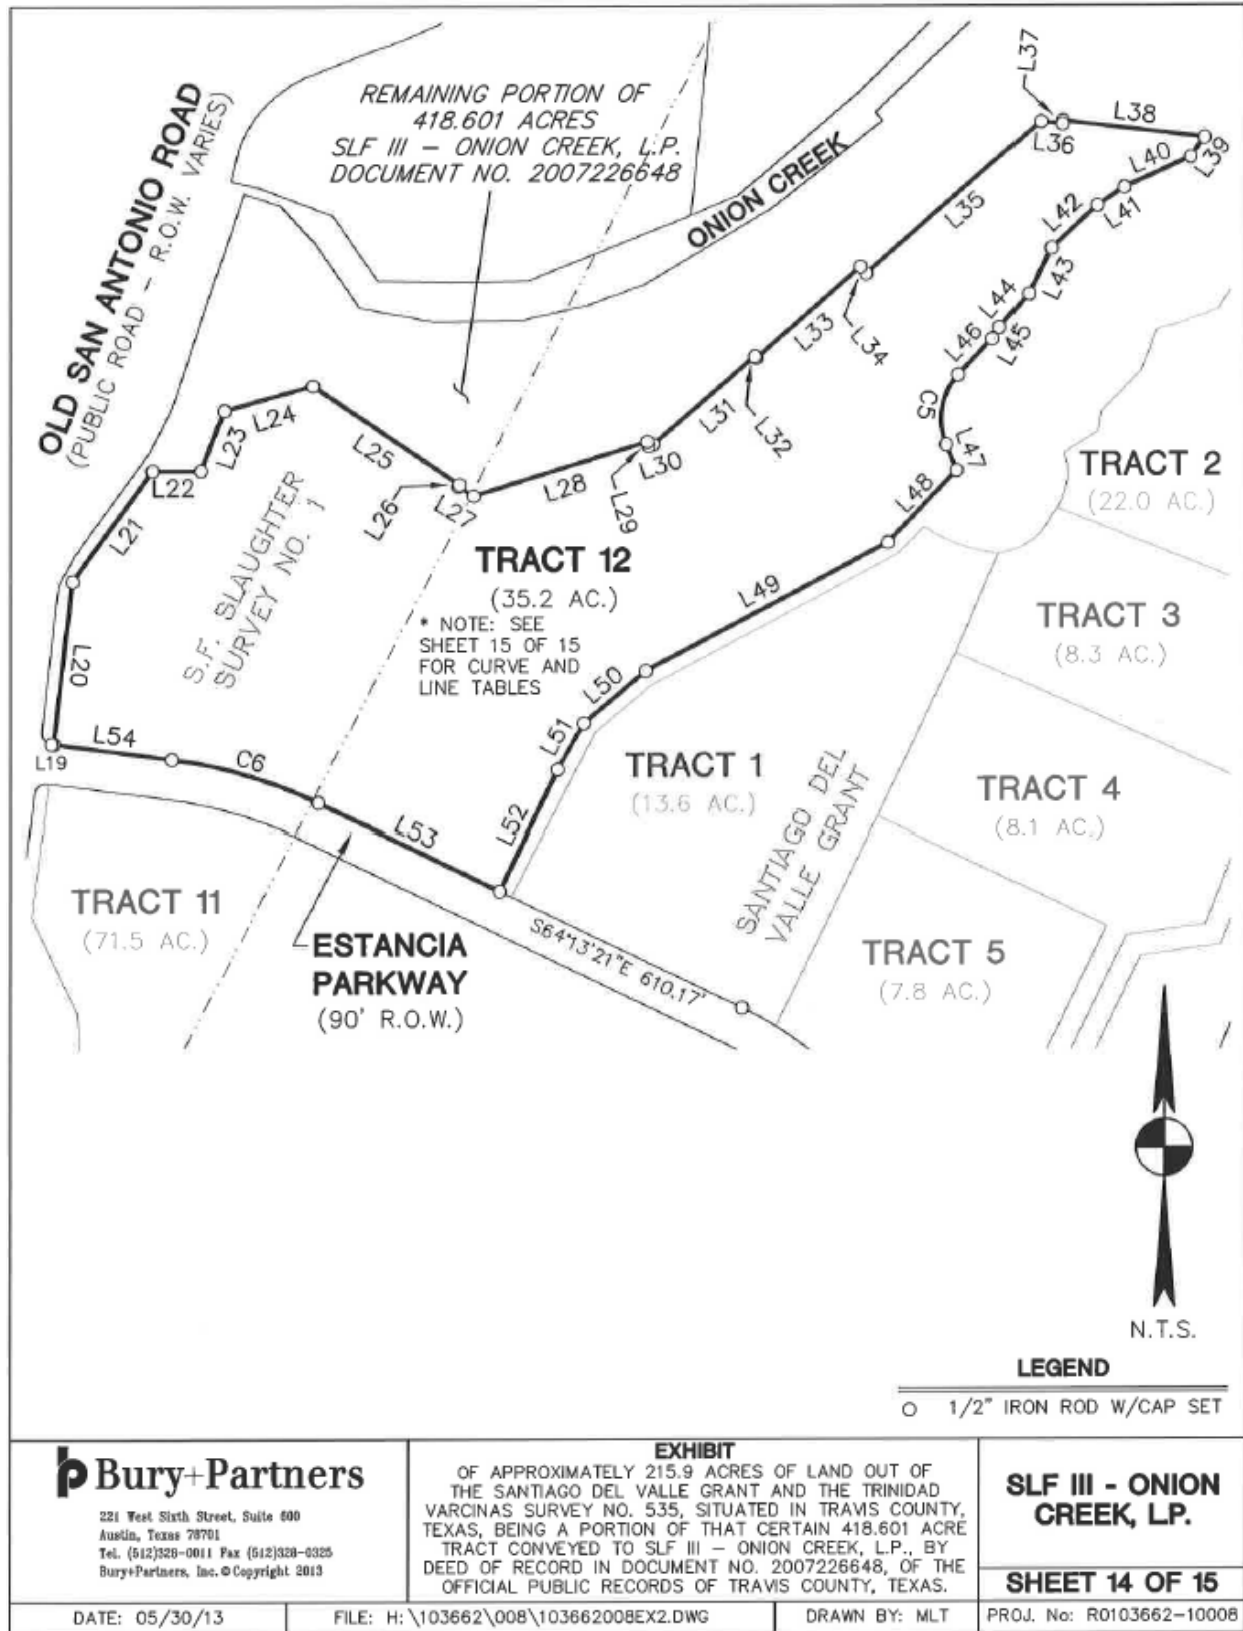 REMAINING PORTION OF
418.601 ACRES
SLF III – ONION CREEK, L.P.
DOCUMENT NO. 2007226648
OLD SAN ANTONIO ROAD
(PUBLIC ROAD – R.O.W. VARIES)
ONION CREEK
L37
L38
L36
L39
L40
L41
L42
L35
L43
L44
L45
L46
L33
L34
C5
L31
L32
L47
L30
L29
L28
L48
L24
L23
L25
L22
L26
L27
L21
L20
L19
L54
C6
L53
L52
L51
L50
L49
S.F. SLAUGHTER
SURVEY NO. 1
TRACT 12
(35.2 AC.)
* NOTE: SEE
SHEET 15 OF 15
FOR CURVE AND
LINE TABLES
TRACT 2
(22.0 AC.)
TRACT 3
(8.3 AC.)
TRACT 1
(13.6 AC.)
SANTIAGO DEL
VALLE GRANT
TRACT 4
(8.1 AC.)
TRACT 11
(71.5 AC.)
ESTANCIA
PARKWAY
(90' R.O.W.)
S64°13'21"E 610.17'
TRACT 5
(7.8 AC.)
N.T.S.
LEGEND
1/2" IRON ROD W/CAP SET
Bury+Partners
221 West Sixth Street, Suite 600
Austin, Texas 78701
Tel. (512)328-0011 Fax (512)328-0325
Bury+Partners, Inc. © Copyright 2013
EXHIBIT
OF APPROXIMATELY 215.9 ACRES OF LAND OUT OF
THE SANTIAGO DEL VALLE GRANT AND THE TRINIDAD
VARCINAS SURVEY NO. 535, SITUATED IN TRAVIS COUNTY,
TEXAS, BEING A PORTION OF THAT CERTAIN 418.601 ACRE
TRACT CONVEYED TO SLF III – ONION CREEK, L.P., BY
DEED OF RECORD IN DOCUMENT NO. 2007226648, OF THE
OFFICIAL PUBLIC RECORDS OF TRAVIS COUNTY, TEXAS.
SLF III - ONION
CREEK, L.P.
SHEET 14 OF 15
DATE: 05/30/13
FILE: H:\103662\008\103662008EX2.DWG
DRAWN BY: MLT
PROJ. No: R0103662-10008